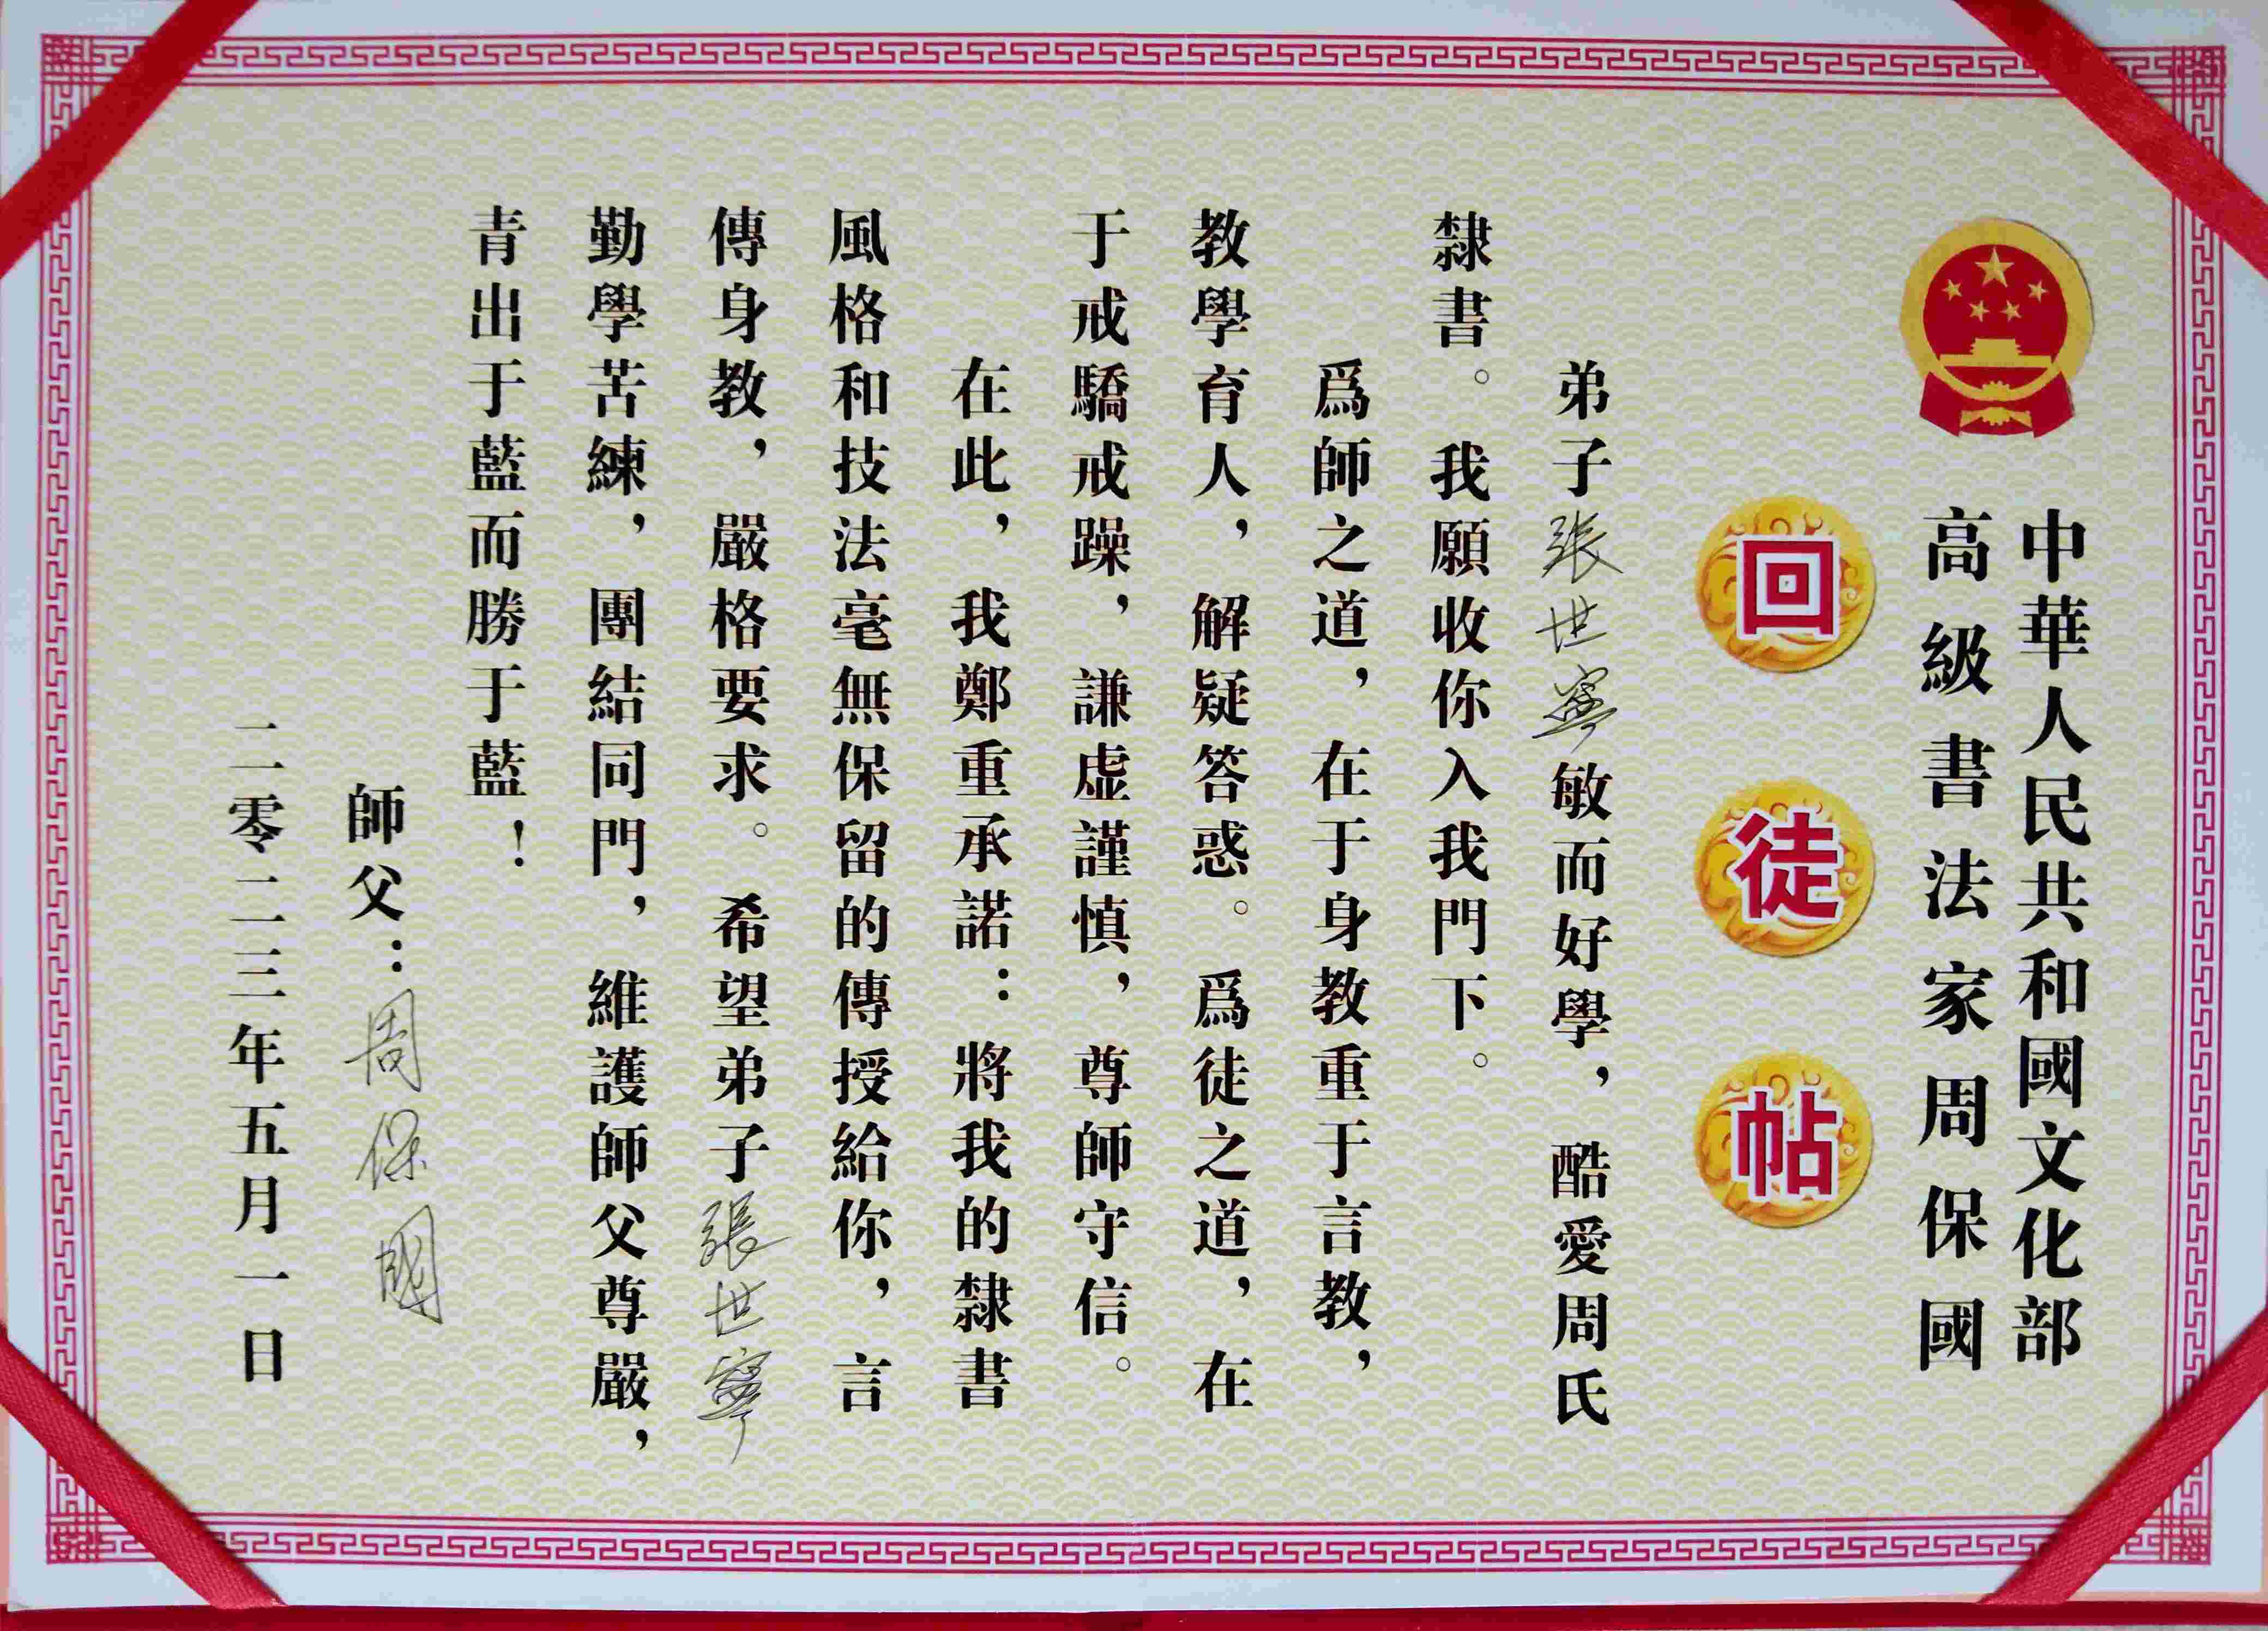 中華人民共和國文化部
高級書法家周保國
回徒帖
弟子張世寧敏而好學，酷愛周氏
隸書。我願收你入我門下。
爲師之道，在于身教重于言教，
教學育人，解疑答惑。爲徒之道，在
于戒驕戒躁，謙虛謹慎，尊師守信。
在此，我鄭重承諾：將我的隸書
風格和技法毫無保留的傳授給你，言
傳身教，嚴格要求。希望弟子張世寧
勤學苦練，團結同門，維護師父尊嚴，
青出于藍而勝于藍！
師父：周保國
二零二三年五月一日